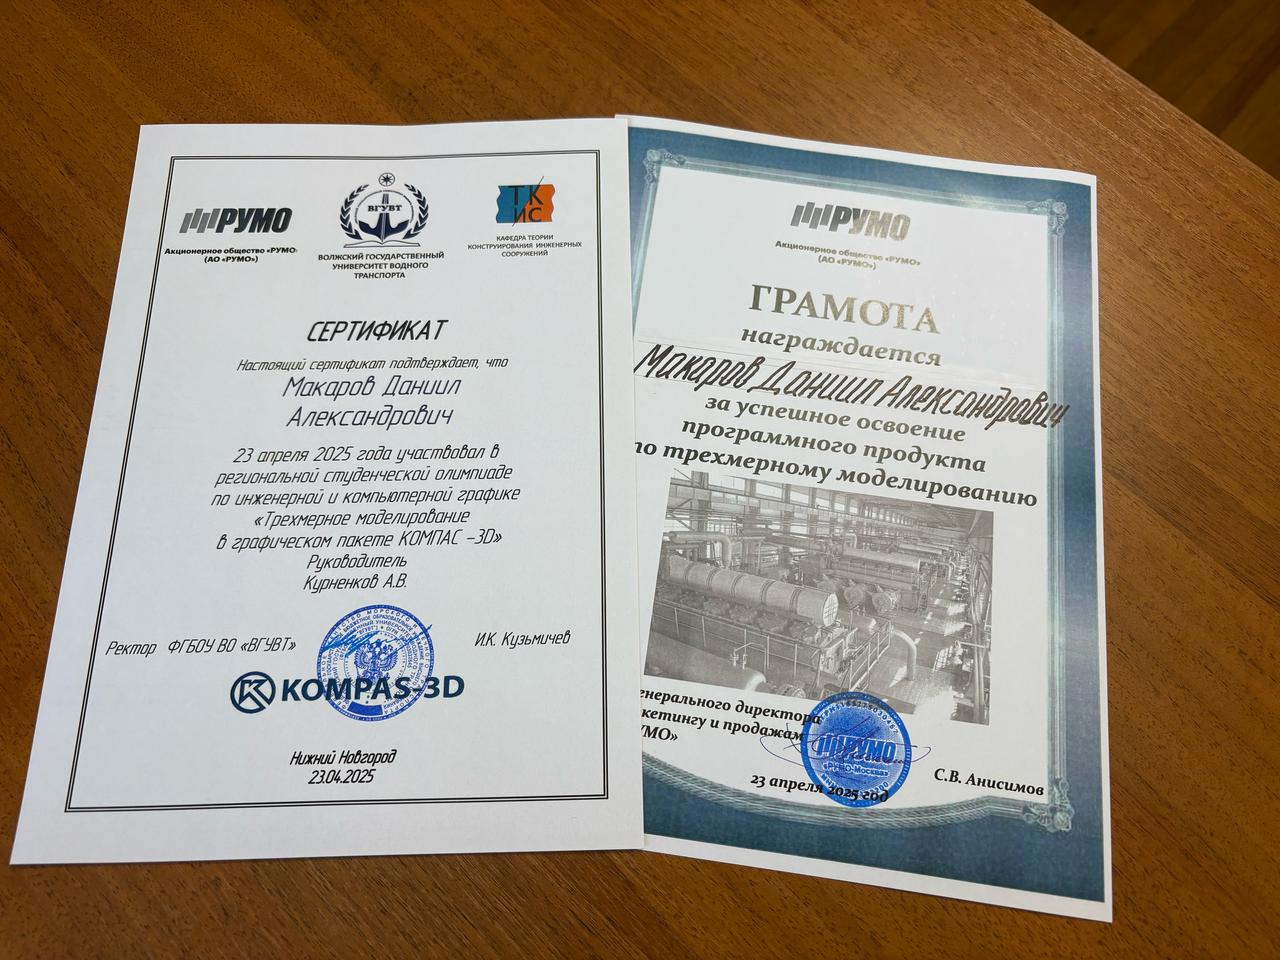 РУМО
Акционерное общество «РУМО
(АО «РУМО»)
ВГУВТ
ВОЛЖСКИЙ ГОСУДАРСТВЕННЫЙ
УНИВЕРСИТЕТ ВОДНОГО
ТРАНСПОРТА
ТК
ИС
КАФЕДРА ТЕОРИИ
КОНСТРУИРОВАНИЯ ИНЖЕНЕРНЫХ
СООРУЖЕНИЙ
СЕРТИФИКАТ
Настоящий сертификат подтверждает, что
Макаров Даниил
Александрович
23 апреля 2025 года участвовал в
региональной студенческой олимпиаде
по инженерной и компьютерной графике
«Трехмерное моделирование
в графическом пакете КОМПАС -3D»
Руководитель
Курненков А.В.
Ректор ФГБОУ ВО «ВГУВТ»
И.К. Кузьмичев
KOMPAS-3D
Нижний Новгород
23.04.2025
РУМО
Акционерное общество «РУМО»
(АО «РУМО»)
ГРАМОТА
награждается
Макаров Даниил Александрович
за успешное освоение
программного продукта
по трехмерному моделированию
енерального директора
кетингу и продажам
УМО»
РУМО
«РУМО-Москва»
С.В. Анисимов
23 апреля 2025 год